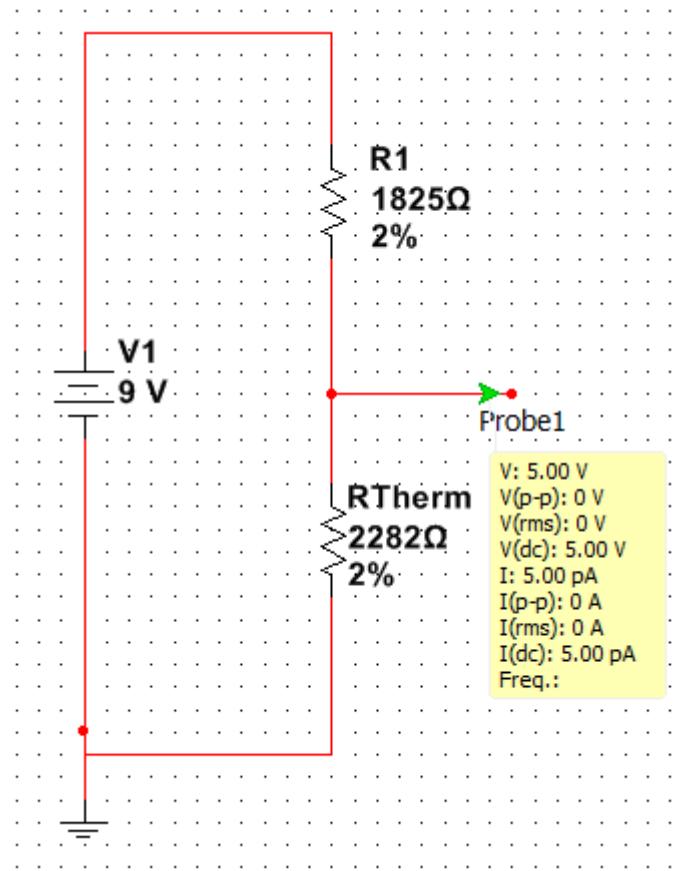 R1
1825Ω
2%
V1
9 V
Probe1
V: 5.00 V
V(p-p): 0 V
V(rms): 0 V
V(dc): 5.00 V
I: 5.00 pA
I(p-p): 0 A
I(rms): 0 A
I(dc): 5.00 pA
Freq.:
RTherm
2282Ω
2%